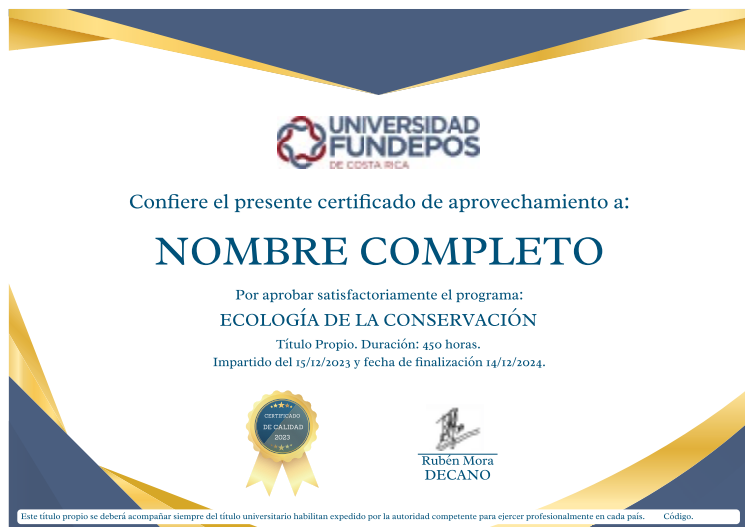 UNIVERSIDAD
FUNDEPOS
DE COSTA RICA
Confiere el presente certificado de aprovechamiento a:
NOMBRE COMPLETO
Por aprobar satisfactoriamente el programa:
ECOLOGÍA DE LA CONSERVACIÓN
Título Propio. Duración: 450 horas.
Impartido del 15/12/2023 y fecha de finalización 14/12/2024.
CERTIFICADO
DE CALIDAD
2023
Rubén Mora
DECANO
Este título propio se deberá acompañar siempre del título universitario habilitan expedido por la autoridad competente para ejercer profesionalmente en cada país. Código.